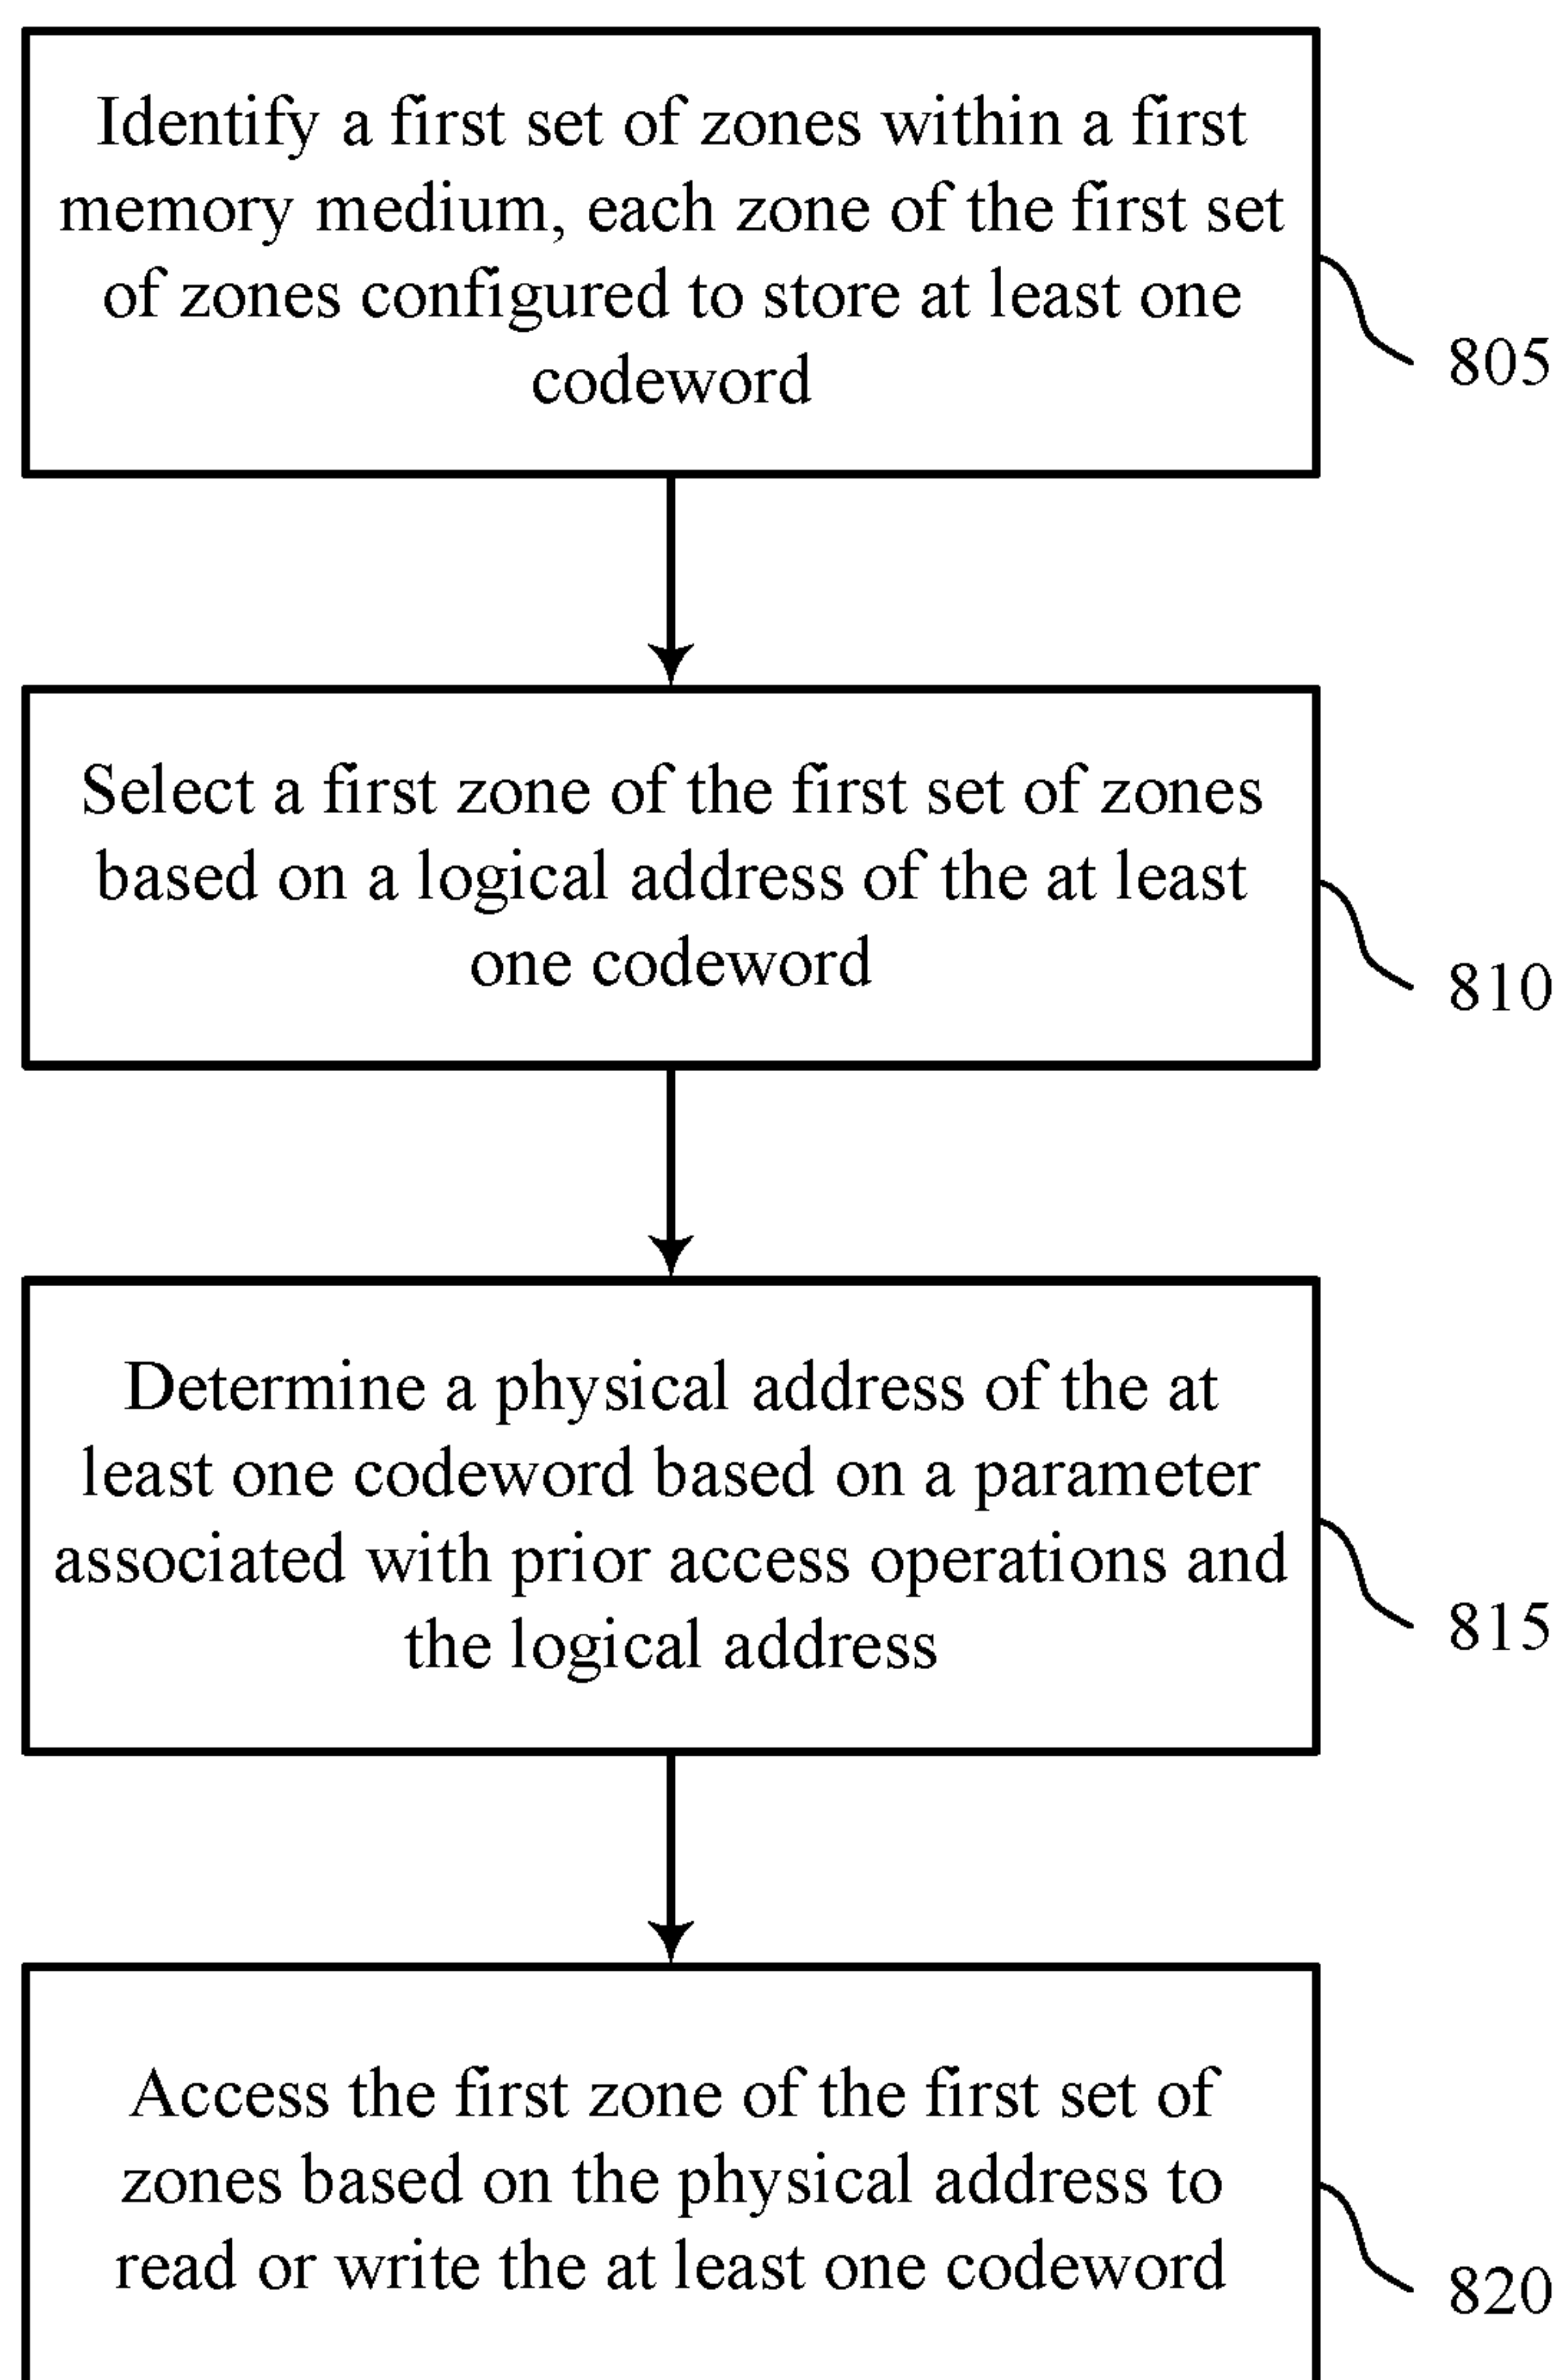 Identify a first set of zones within a first
memory medium, each zone of the first set
of zones configured to store at least one
codeword
805
Select a first zone of the first set of zones
based on a logical address of the at least
one codeword
810
Determine a physical address of the at
least one codeword based on a parameter
associated with prior access operations and
the logical address
815
Access the first zone of the first set of
zones based on the physical address to
read or write the at least one codeword
820